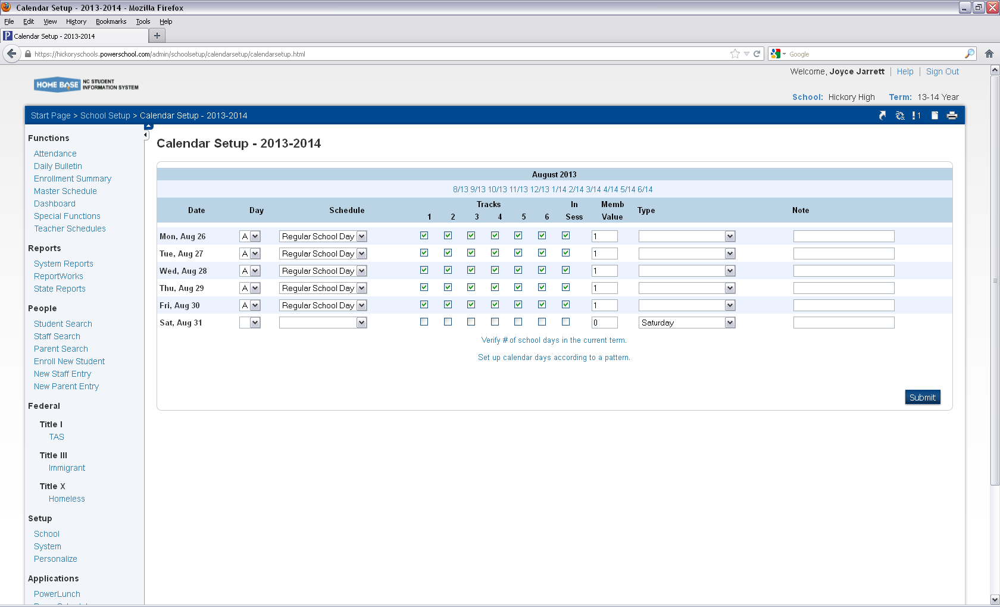 Calendar Setup - 2013-2014 - Mozilla Firefox
File Edit View History Bookmarks Tools Help
P Calendar Setup - 2013-2014 +
https://hickoryschools.powerschool.com/admin/schoolsetup/calendarsetup/calendarsetup.html Google
Welcome, Joyce Jarrett | Help | Sign Out
HOME BASE NC STUDENT
INFORMATION SYSTEM
School: Hickory High Term: 13-14 Year
Start Page > School Setup > Calendar Setup - 2013-2014 !1
Functions
Attendance
Daily Bulletin
Enrollment Summary
Master Schedule
Dashboard
Special Functions
Teacher Schedules
Reports
System Reports
ReportWorks
State Reports
People
Student Search
Staff Search
Parent Search
Enroll New Student
New Staff Entry
New Parent Entry
Federal
Title I
TAS
Title III
Immigrant
Title X
Homeless
Setup
School
System
Personalize
Applications
PowerLunch
Calendar Setup - 2013-2014
August 2013
8/13 9/13 10/13 11/13 12/13 1/14 2/14 3/14 4/14 5/14 6/14
Date Day Schedule Tracks In Memb Type Note
1 2 3 4 5 6 Sess Value
Mon, Aug 26 A Regular School Day 1
Tue, Aug 27 A Regular School Day 1
Wed, Aug 28 A Regular School Day 1
Thu, Aug 29 A Regular School Day 1
Fri, Aug 30 A Regular School Day 1
Sat, Aug 31 0 Saturday
Verify # of school days in the current term.
Set up calendar days according to a pattern.
Submit